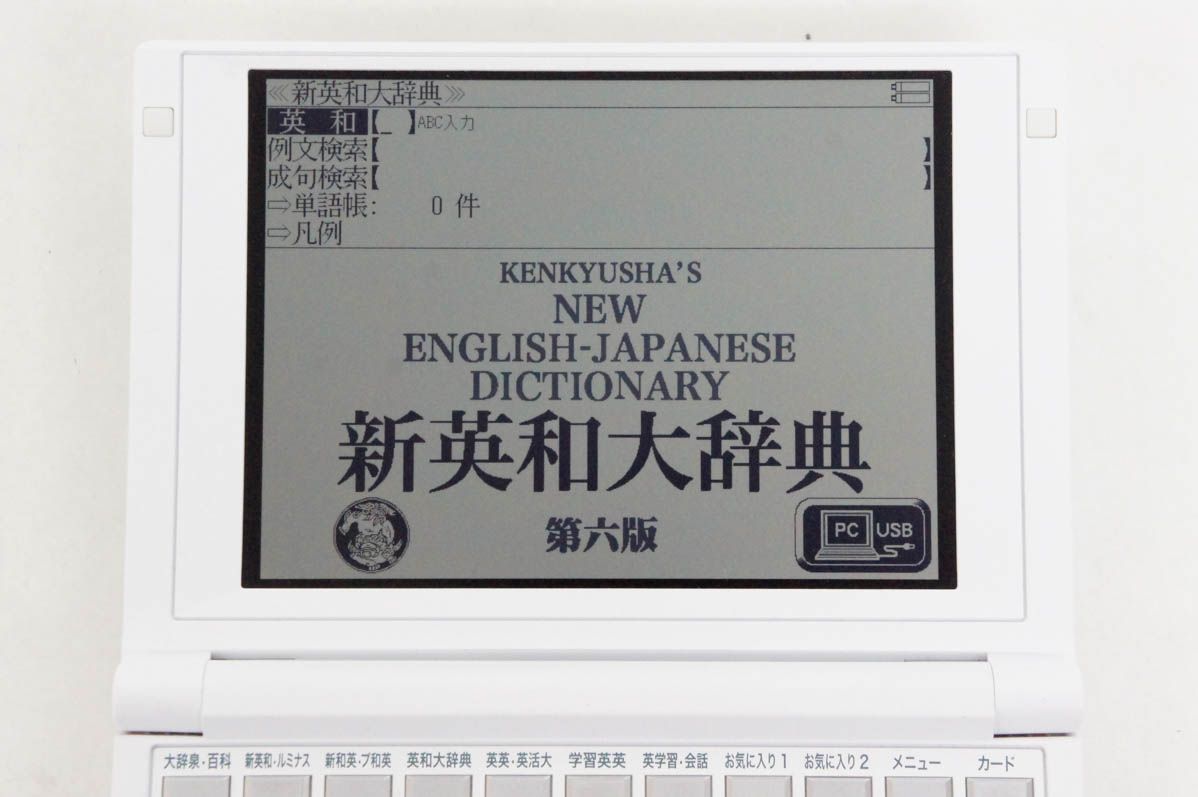 ≪新英和大辞典≫
英 和【_ 】ABC入力
例文検索【 】
成句検索【 】
⇨単語帳: 0 件
⇨凡例
KENKYUSHA'S
NEW
ENGLISH-JAPANESE
DICTIONARY
新英和大辞典
第六版
PC USB
大辞泉・百科 新英和・ルミナス 新和英・プ和英 英和大辞典 英英・英活大 学習英英 英学習・会話 お気に入り1 お気に入り2 メニュー カード